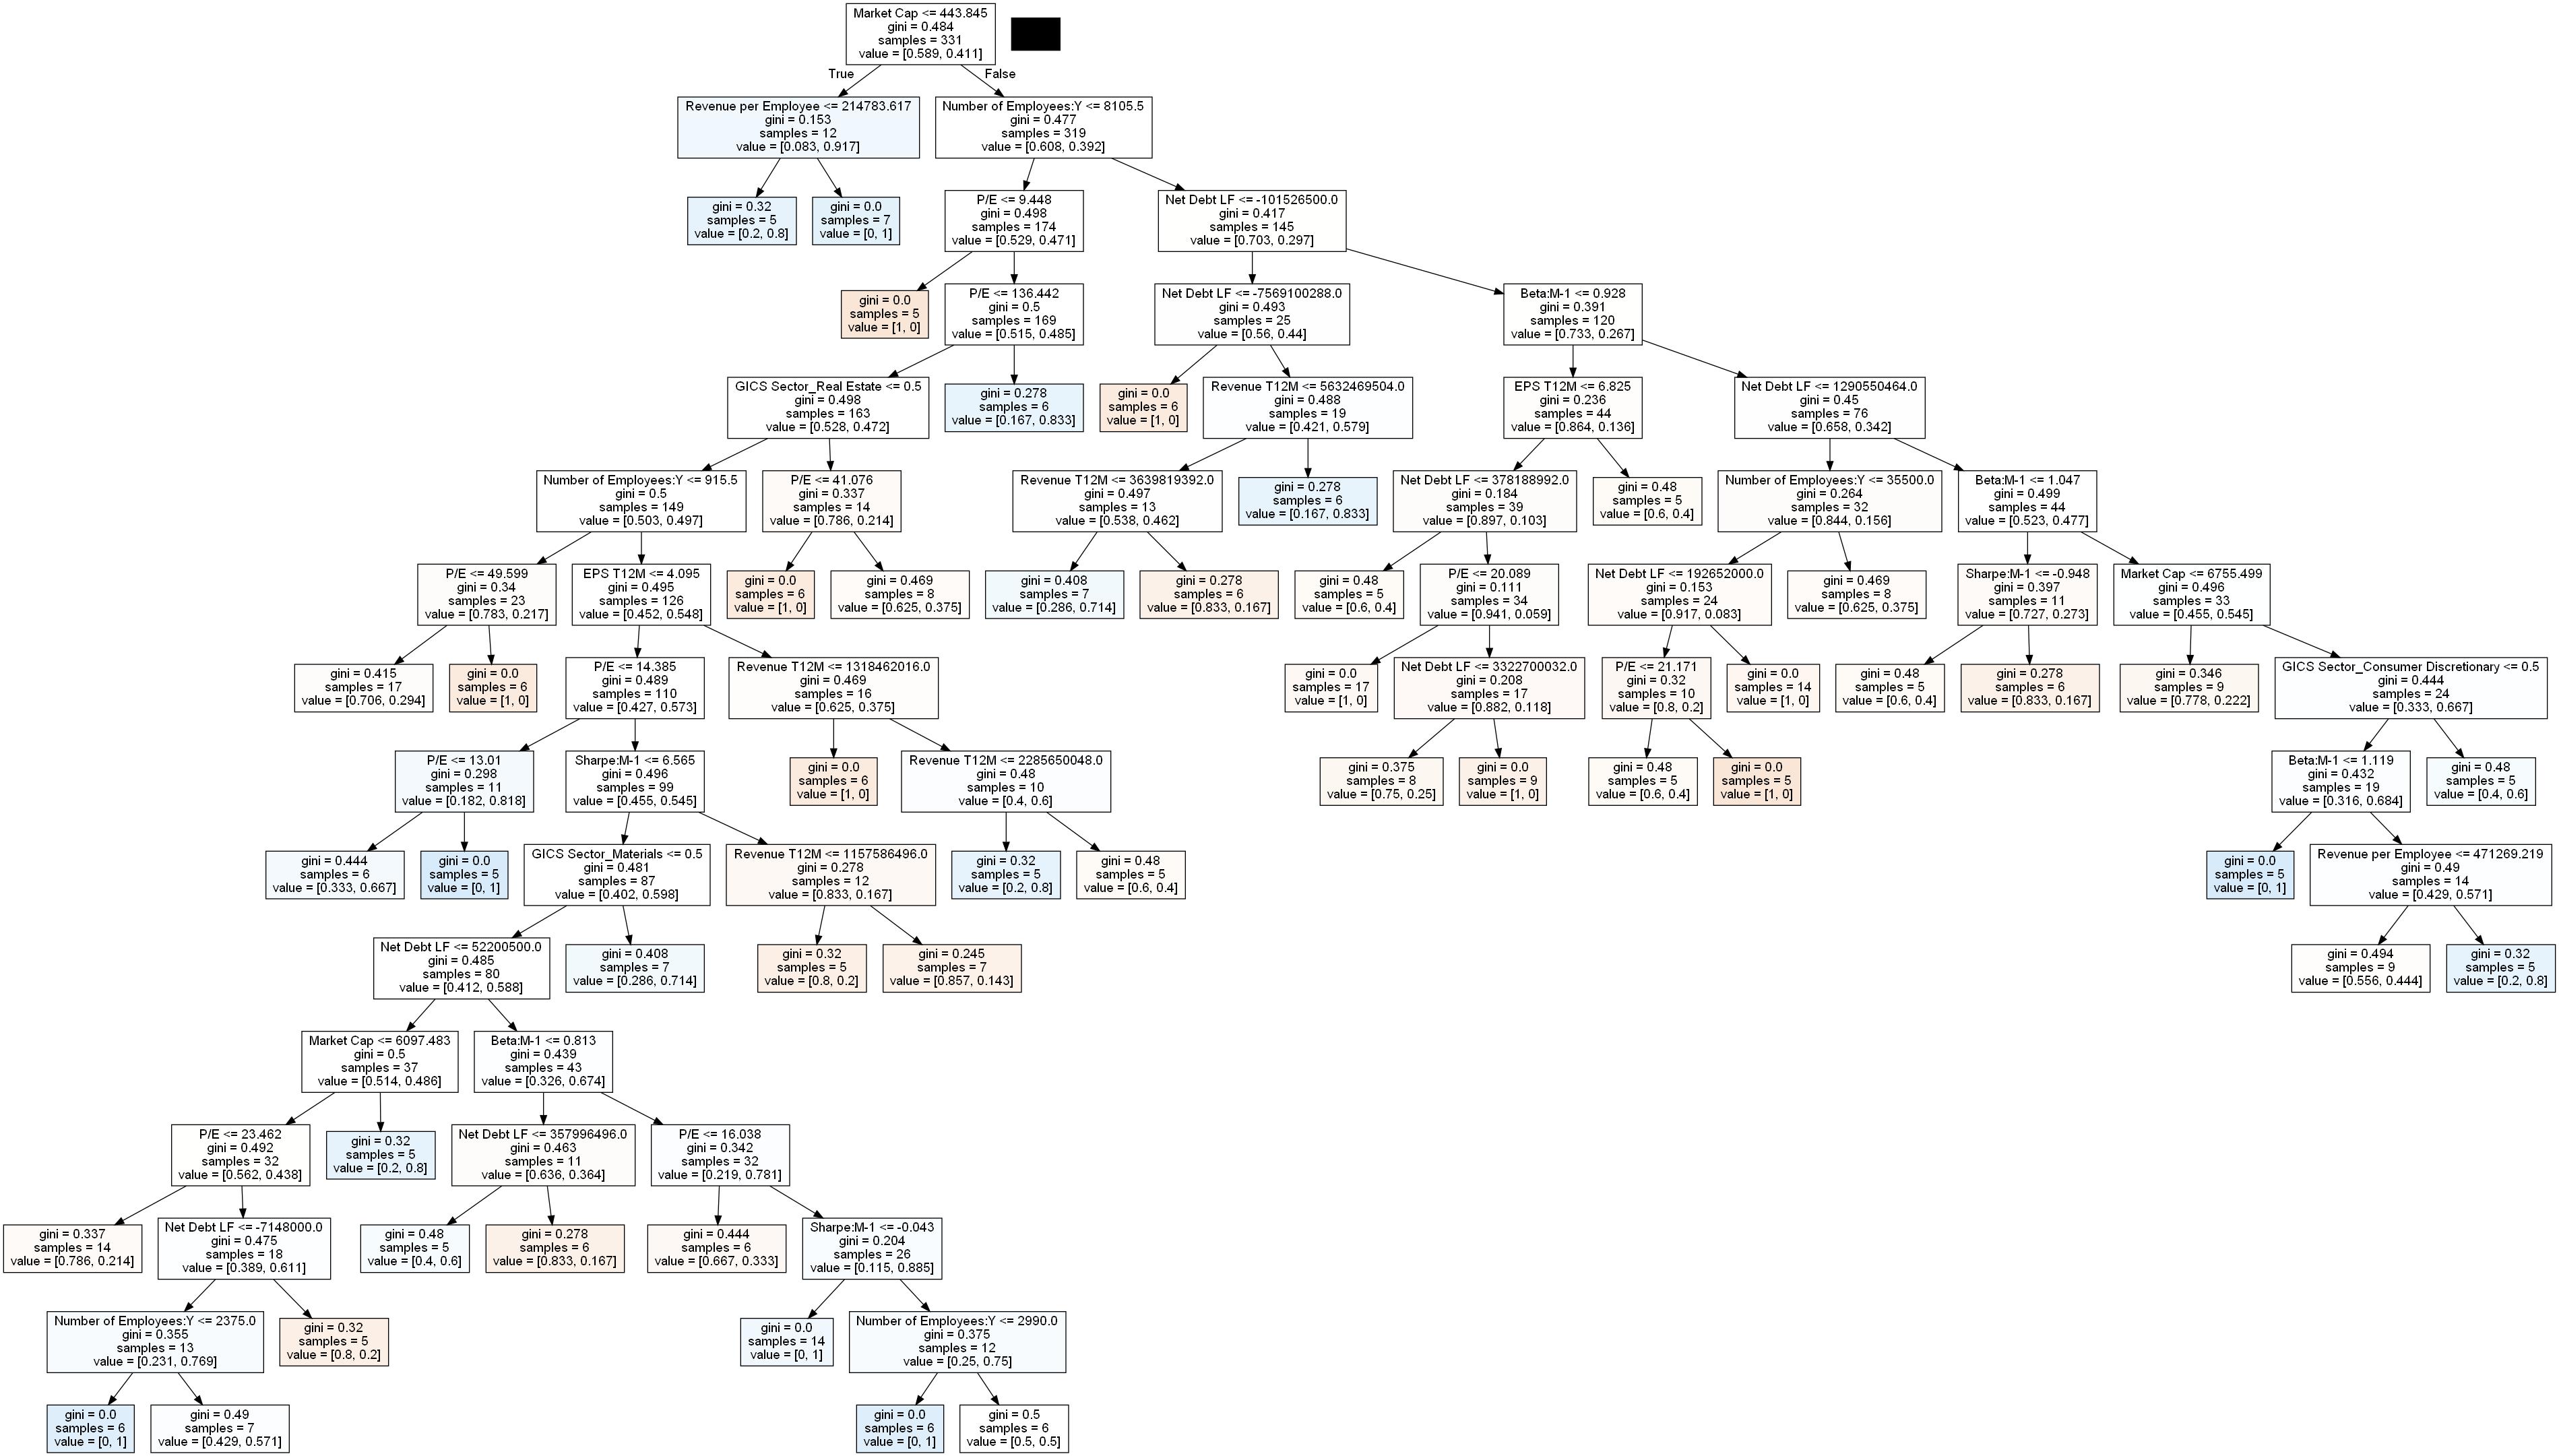 Market Cap <= 443.845
gini = 0.484
samples = 331
value = [0.589, 0.411]
True
False
Revenue per Employee <= 214783.617
gini = 0.153
samples = 12
value = [0.083, 0.917]
Number of Employees:Y <= 8105.5
gini = 0.477
samples = 319
value = [0.608, 0.392]
gini = 0.32
samples = 5
value = [0.2, 0.8]
gini = 0.0
samples = 7
value = [0, 1]
P/E <= 9.448
gini = 0.498
samples = 174
value = [0.529, 0.471]
Net Debt LF <= -101526500.0
gini = 0.417
samples = 145
value = [0.703, 0.297]
gini = 0.0
samples = 5
value = [1, 0]
P/E <= 136.442
gini = 0.5
samples = 169
value = [0.515, 0.485]
Net Debt LF <= -7569100288.0
gini = 0.493
samples = 25
value = [0.56, 0.44]
Beta:M-1 <= 0.928
gini = 0.391
samples = 120
value = [0.733, 0.267]
GICS Sector_Real Estate <= 0.5
gini = 0.498
samples = 163
value = [0.528, 0.472]
gini = 0.278
samples = 6
value = [0.167, 0.833]
gini = 0.0
samples = 6
value = [1, 0]
Revenue T12M <= 5632469504.0
gini = 0.488
samples = 19
value = [0.421, 0.579]
EPS T12M <= 6.825
gini = 0.236
samples = 44
value = [0.864, 0.136]
Net Debt LF <= 1290550464.0
gini = 0.45
samples = 76
value = [0.658, 0.342]
Number of Employees:Y <= 915.5
gini = 0.5
samples = 149
value = [0.503, 0.497]
P/E <= 41.076
gini = 0.337
samples = 14
value = [0.786, 0.214]
Revenue T12M <= 3639819392.0
gini = 0.497
samples = 13
value = [0.538, 0.462]
gini = 0.278
samples = 6
value = [0.167, 0.833]
Net Debt LF <= 378188992.0
gini = 0.184
samples = 39
value = [0.897, 0.103]
gini = 0.48
samples = 5
value = [0.6, 0.4]
Number of Employees:Y <= 35500.0
gini = 0.264
samples = 32
value = [0.844, 0.156]
Beta:M-1 <= 1.047
gini = 0.499
samples = 44
value = [0.523, 0.477]
P/E <= 49.599
gini = 0.34
samples = 23
value = [0.783, 0.217]
EPS T12M <= 4.095
gini = 0.495
samples = 126
value = [0.452, 0.548]
gini = 0.0
samples = 6
value = [1, 0]
gini = 0.469
samples = 8
value = [0.625, 0.375]
gini = 0.408
samples = 7
value = [0.286, 0.714]
gini = 0.278
samples = 6
value = [0.833, 0.167]
gini = 0.48
samples = 5
value = [0.6, 0.4]
P/E <= 20.089
gini = 0.111
samples = 34
value = [0.941, 0.059]
Net Debt LF <= 192652000.0
gini = 0.153
samples = 24
value = [0.917, 0.083]
gini = 0.469
samples = 8
value = [0.625, 0.375]
Sharpe:M-1 <= -0.948
gini = 0.397
samples = 11
value = [0.727, 0.273]
Market Cap <= 6755.499
gini = 0.496
samples = 33
value = [0.455, 0.545]
gini = 0.415
samples = 17
value = [0.706, 0.294]
gini = 0.0
samples = 6
value = [1, 0]
P/E <= 14.385
gini = 0.489
samples = 110
value = [0.427, 0.573]
Revenue T12M <= 1318462016.0
gini = 0.469
samples = 16
value = [0.625, 0.375]
gini = 0.0
samples = 17
value = [1, 0]
Net Debt LF <= 3322700032.0
gini = 0.208
samples = 17
value = [0.882, 0.118]
P/E <= 21.171
gini = 0.32
samples = 10
value = [0.8, 0.2]
gini = 0.0
samples = 14
value = [1, 0]
gini = 0.48
samples = 5
value = [0.6, 0.4]
gini = 0.278
samples = 6
value = [0.833, 0.167]
gini = 0.346
samples = 9
value = [0.778, 0.222]
GICS Sector_Consumer Discretionary <= 0.5
gini = 0.444
samples = 24
value = [0.333, 0.667]
P/E <= 13.01
gini = 0.298
samples = 11
value = [0.182, 0.818]
Sharpe:M-1 <= 6.565
gini = 0.496
samples = 99
value = [0.455, 0.545]
gini = 0.0
samples = 6
value = [1, 0]
Revenue T12M <= 2285650048.0
gini = 0.48
samples = 10
value = [0.4, 0.6]
gini = 0.375
samples = 8
value = [0.75, 0.25]
gini = 0.0
samples = 9
value = [1, 0]
gini = 0.48
samples = 5
value = [0.6, 0.4]
gini = 0.0
samples = 5
value = [1, 0]
Beta:M-1 <= 1.119
gini = 0.432
samples = 19
value = [0.316, 0.684]
gini = 0.48
samples = 5
value = [0.4, 0.6]
gini = 0.444
samples = 6
value = [0.333, 0.667]
gini = 0.0
samples = 5
value = [0, 1]
GICS Sector_Materials <= 0.5
gini = 0.481
samples = 87
value = [0.402, 0.598]
Revenue T12M <= 1157586496.0
gini = 0.278
samples = 12
value = [0.833, 0.167]
gini = 0.32
samples = 5
value = [0.2, 0.8]
gini = 0.48
samples = 5
value = [0.6, 0.4]
gini = 0.0
samples = 5
value = [0, 1]
Revenue per Employee <= 471269.219
gini = 0.49
samples = 14
value = [0.429, 0.571]
Net Debt LF <= 52200500.0
gini = 0.485
samples = 80
value = [0.412, 0.588]
gini = 0.408
samples = 7
value = [0.286, 0.714]
gini = 0.32
samples = 5
value = [0.8, 0.2]
gini = 0.245
samples = 7
value = [0.857, 0.143]
gini = 0.494
samples = 9
value = [0.556, 0.444]
gini = 0.32
samples = 5
value = [0.2, 0.8]
Market Cap <= 6097.483
gini = 0.5
samples = 37
value = [0.514, 0.486]
Beta:M-1 <= 0.813
gini = 0.439
samples = 43
value = [0.326, 0.674]
P/E <= 23.462
gini = 0.492
samples = 32
value = [0.562, 0.438]
gini = 0.32
samples = 5
value = [0.2, 0.8]
Net Debt LF <= 357996496.0
gini = 0.463
samples = 11
value = [0.636, 0.364]
P/E <= 16.038
gini = 0.342
samples = 32
value = [0.219, 0.781]
gini = 0.337
samples = 14
value = [0.786, 0.214]
Net Debt LF <= -7148000.0
gini = 0.475
samples = 18
value = [0.389, 0.611]
gini = 0.48
samples = 5
value = [0.4, 0.6]
gini = 0.278
samples = 6
value = [0.833, 0.167]
gini = 0.444
samples = 6
value = [0.667, 0.333]
Sharpe:M-1 <= -0.043
gini = 0.204
samples = 26
value = [0.115, 0.885]
Number of Employees:Y <= 2375.0
gini = 0.355
samples = 13
value = [0.231, 0.769]
gini = 0.32
samples = 5
value = [0.8, 0.2]
gini = 0.0
samples = 14
value = [0, 1]
Number of Employees:Y <= 2990.0
gini = 0.375
samples = 12
value = [0.25, 0.75]
gini = 0.0
samples = 6
value = [0, 1]
gini = 0.49
samples = 7
value = [0.429, 0.571]
gini = 0.0
samples = 6
value = [0, 1]
gini = 0.5
samples = 6
value = [0.5, 0.5]